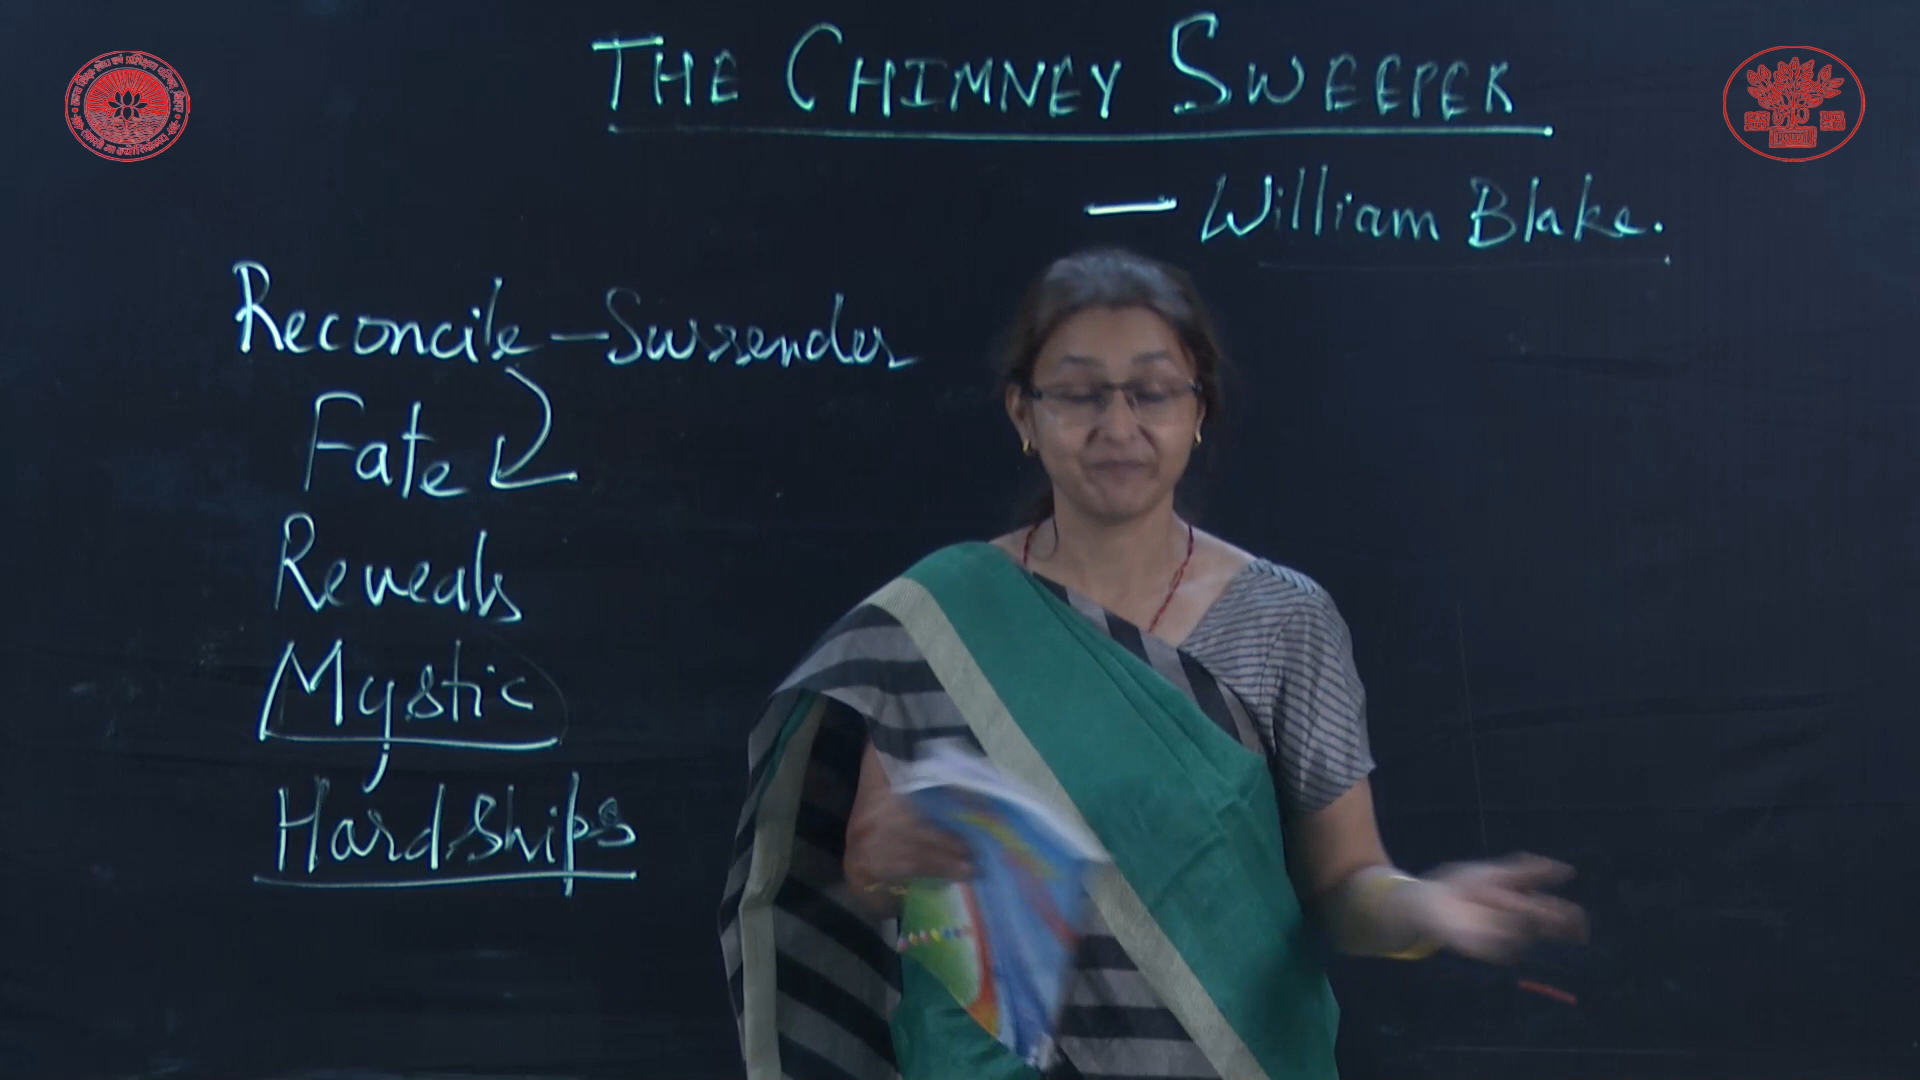 THE CHIMNEY SWEEPER
— William Blake.
Reconcile — Surrender
Fate
Reveals
Mystic
Hardships